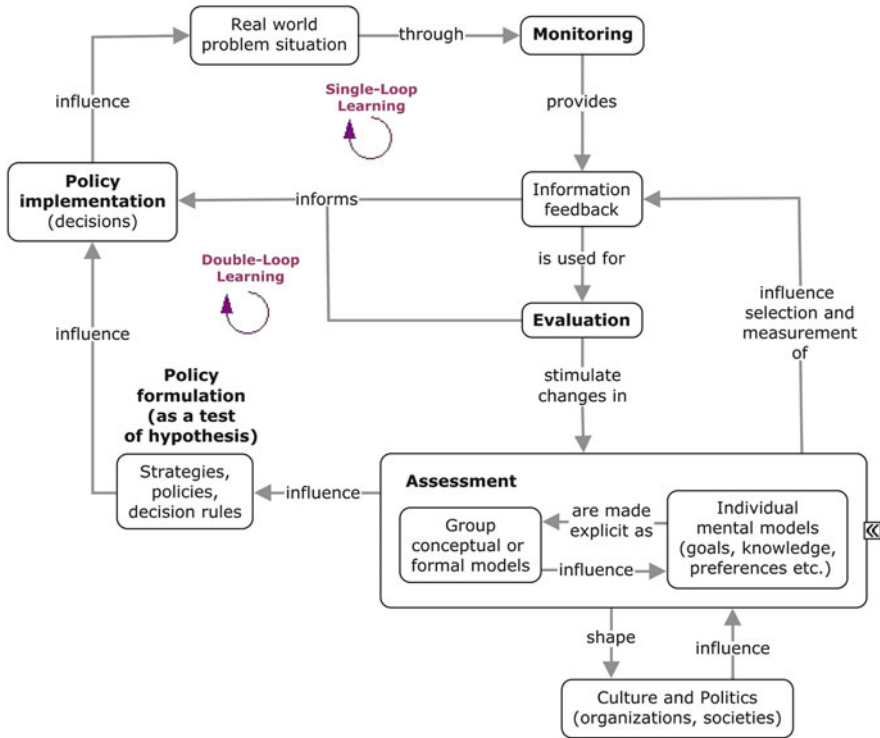 Real world
problem situation
through
Monitoring
influence
Single-Loop
Learning
provides
Policy
implementation
(decisions)
informs
Information
feedback
Double-Loop
Learning
is used for
influence
selection and
measurement
of
influence
Evaluation
stimulate
changes in
Policy
formulation
(as a test
of hypothesis)
Strategies,
policies,
decision rules
influence
Assessment
Group
conceptual or
formal models
are made
explicit as
influence
Individual
mental models
(goals, knowledge,
preferences etc.)
shape
influence
Culture and Politics
(organizations, societies)